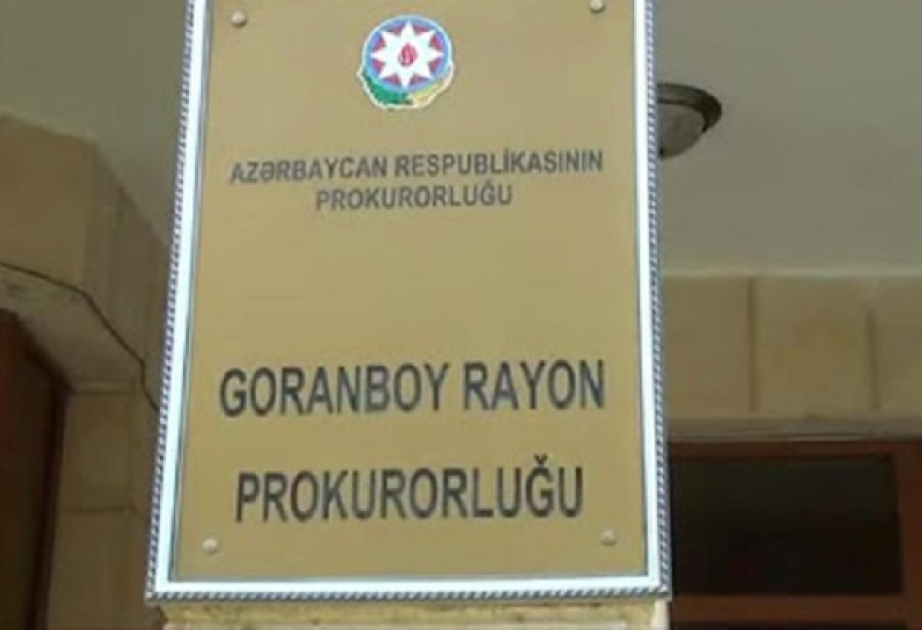 AZƏRBAYCAN RESPUBLİKASININ
PROKURORLUĞU
GORANBOY RAYON
PROKURORLUĞU